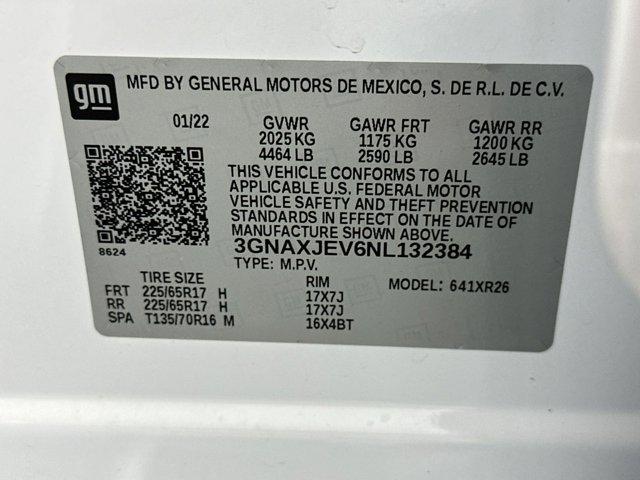 gm
MFD BY GENERAL MOTORS DE MEXICO, S. DE R.L. DE C.V.
01/22 GVWR GAWR FRT GAWR RR
2025 KG 1175 KG 1200 KG
4464 LB 2590 LB 2645 LB
THIS VEHICLE CONFORMS TO ALL
APPLICABLE U.S. FEDERAL MOTOR
VEHICLE SAFETY AND THEFT PREVENTION
STANDARDS IN EFFECT ON THE DATE OF
MANUFACTURE SHOWN ABOVE.
8624 3GNAXJEV6NL132384
TYPE: M.P.V.
TIRE SIZE RIM MODEL: 641XR26
FRT 225/65R17 H 17X7J
RR 225/65R17 H 17X7J
SPA T135/70R16 M 16X4BT